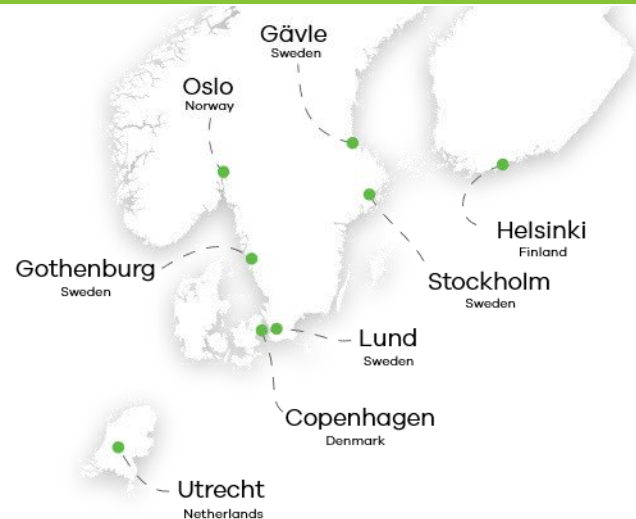 Gävle
Sweden
Oslo
Norway
Helsinki
Finland
Gothenburg
Sweden
Stockholm
Sweden
Lund
Sweden
Copenhagen
Denmark
Utrecht
Netherlands